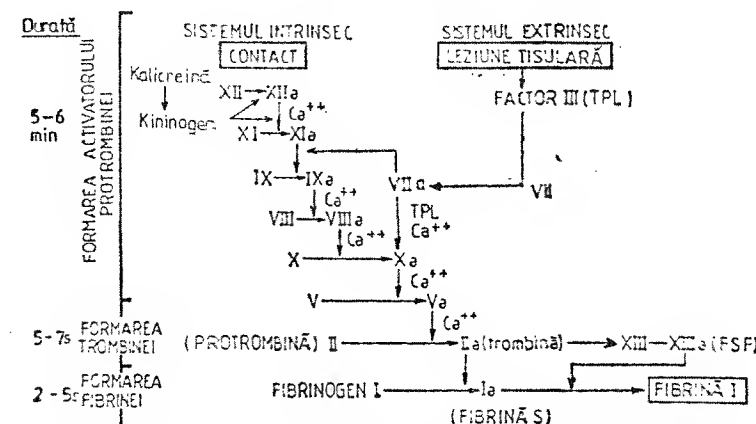 Durată
SISTEMUL INTRINSEC
CONTACT
SISTEMUL EXTRINSEC
LEZIUNE TISULARĂ
Kalicreină
Kininogen
XII XIIa
Ca++
XI XIa
FACTOR III (TPL)
5-6
min
FORMAREA ACTIVATORULUI
PROTROMBINEI
IX IXa
VIIa
VII
Ca++
TPL
Ca++
VIII VIIIa
Ca++
X Xa
Ca++
V Va
Ca++
5-7s FORMAREA
TROMBINEI
(PROTROMBINĂ) II IIa (trombină) XIII XIIIa (FSF)
2-5s FORMAREA
FIBRINEI
FIBRINOGEN I Ia FIBRINĂ I
(FIBRINĂ S)